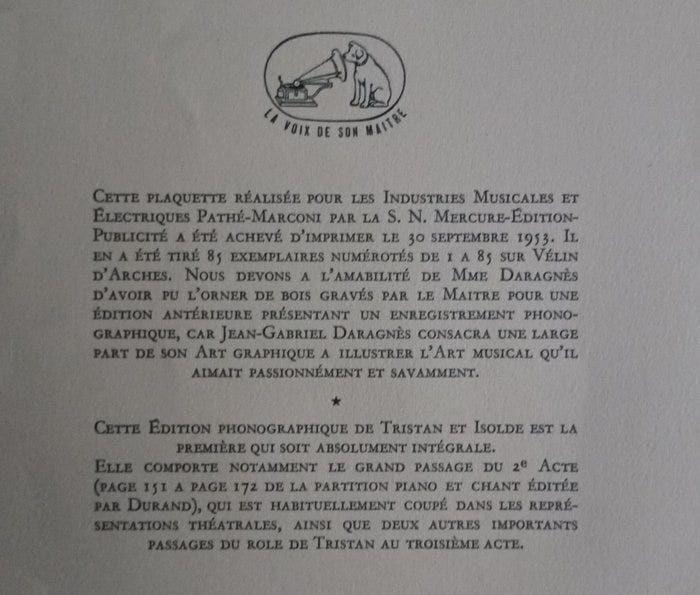 LA VOIX DE SON MAITRE
Cette plaquette réalisée pour les Industries Musicales et
Électriques Pathé-Marconi par la S. N. Mercure-Édition-
Publicité a été achevé d'imprimer le 30 septembre 1953. Il
en a été tiré 85 exemplaires numérotés de 1 a 85 sur Vélin
d'Arches. Nous devons a l'amabilité de Mme Daragnès
d'avoir pu l'orner de bois gravés par le Maitre pour une
édition antérieure présentant un enregistrement phono-
graphique, car Jean-Gabriel Daragnès consacra une large
part de son Art graphique a illustrer l'Art musical qu'il
aimait passionnément et savamment.
★
Cette Édition phonographique de Tristan et Isolde est la
première qui soit absolument intégrale.
Elle comporte notamment le grand passage du 2e Acte
(page 151 a page 172 de la partition piano et chant éditée
par Durand), qui est habituellement coupé dans les repré-
sentations théatrales, ainsi que deux autres importants
passages du role de Tristan au troisième acte.